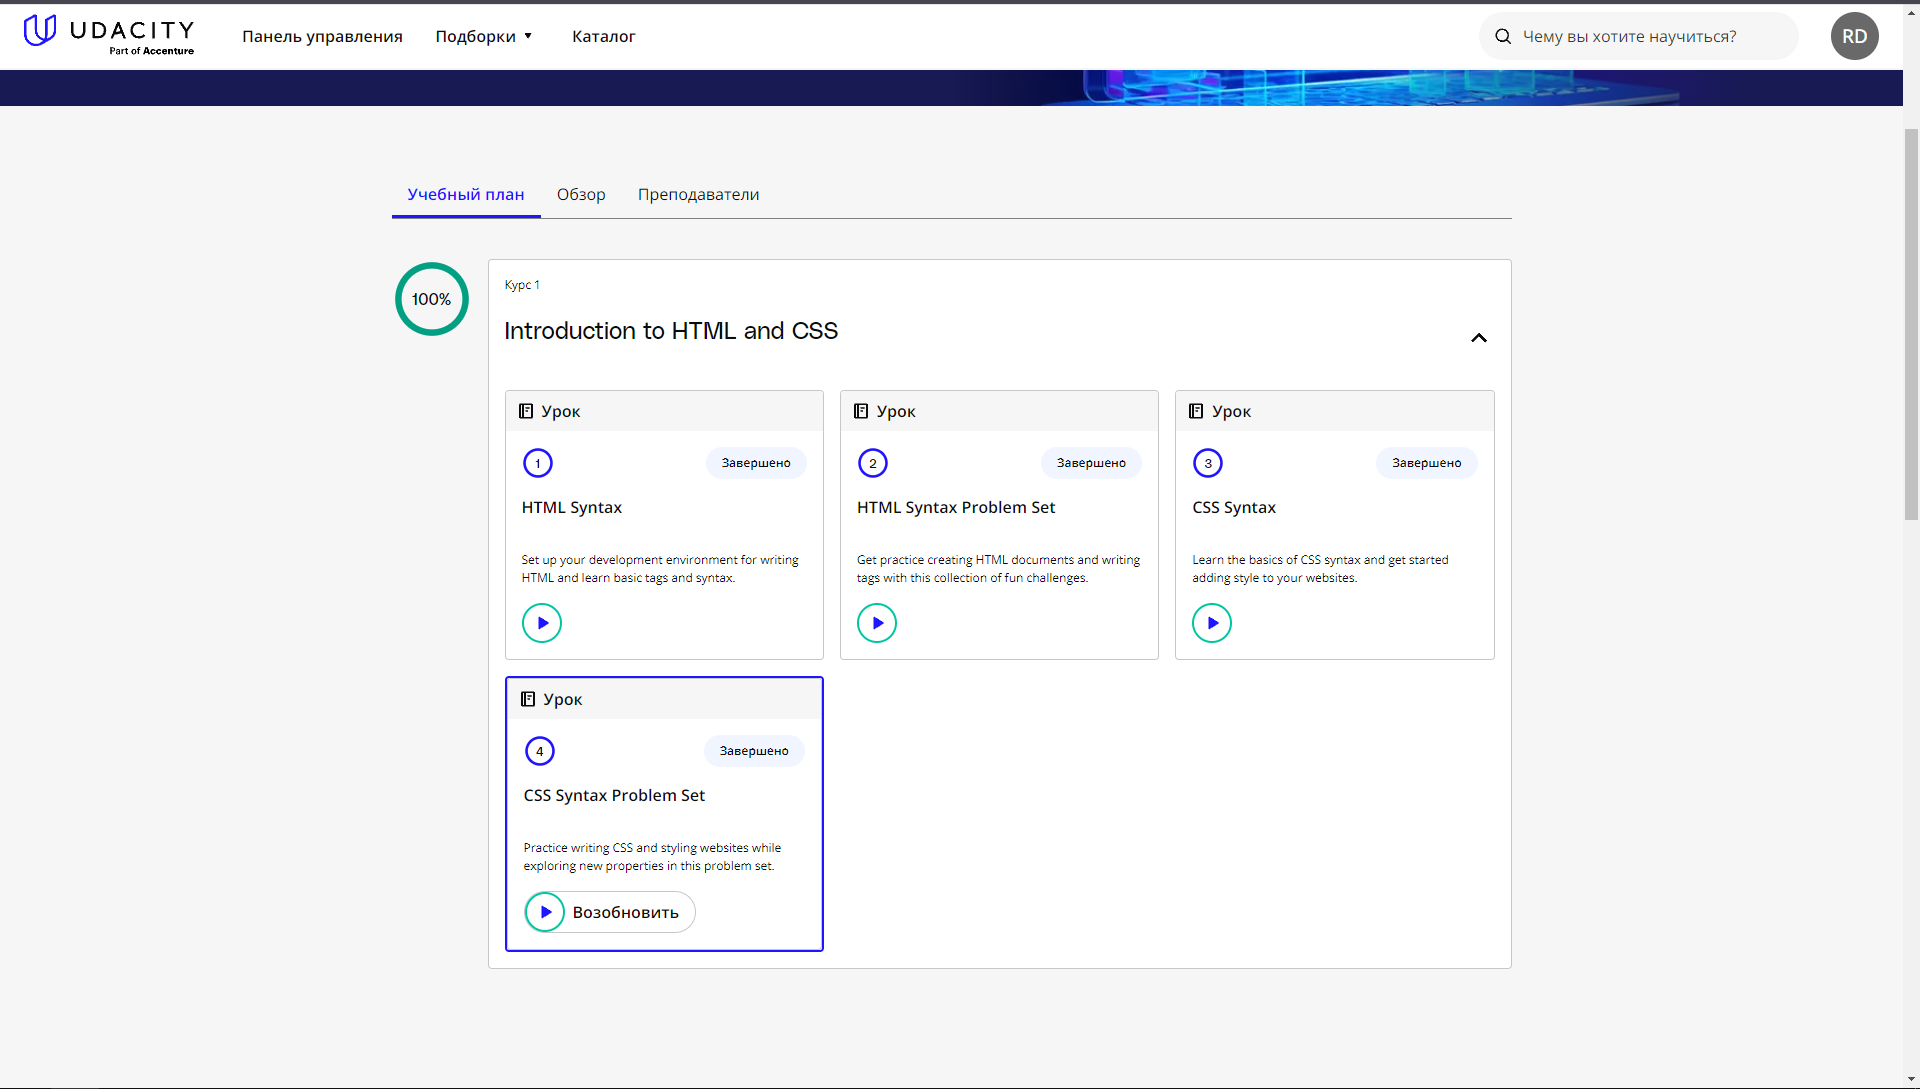 UDACITY
Part of Accenture
Панель управления
Подборки
Каталог
Чему вы хотите научиться?
RD
Учебный план
Обзор
Преподаватели
100%
Курс 1
Introduction to HTML and CSS
Урок
1
Завершено
HTML Syntax
Set up your development environment for writing
HTML and learn basic tags and syntax.
Урок
2
Завершено
HTML Syntax Problem Set
Get practice creating HTML documents and writing
tags with this collection of fun challenges.
Урок
3
Завершено
CSS Syntax
Learn the basics of CSS syntax and get started
adding style to your websites.
Урок
4
Завершено
CSS Syntax Problem Set
Practice writing CSS and styling websites while
exploring new properties in this problem set.
Возобновить